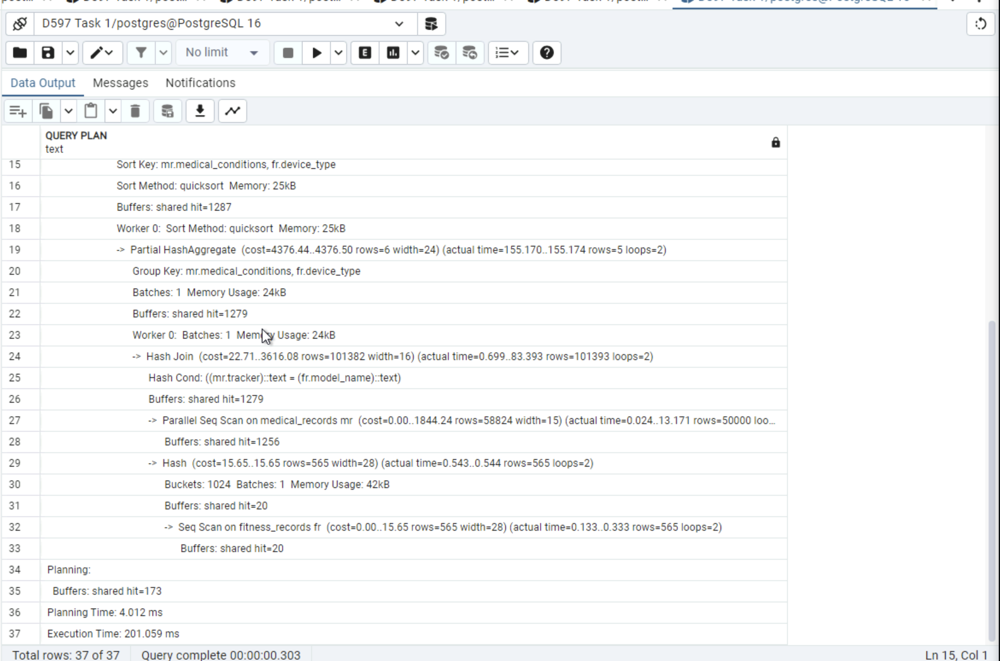 D597 Task 1/postgres@PostgreSQL 16
No limit
E
Data Output Messages Notifications
QUERY PLAN
text
15 Sort Key: mr.medical_conditions, fr.device_type
16 Sort Method: quicksort Memory: 25kB
17 Buffers: shared hit=1287
18 Worker 0: Sort Method: quicksort Memory: 25kB
19 -> Partial HashAggregate (cost=4376.44..4376.50 rows=6 width=24) (actual time=155.170..155.174 rows=5 loops=2)
20 Group Key: mr.medical_conditions, fr.device_type
21 Batches: 1 Memory Usage: 24kB
22 Buffers: shared hit=1279
23 Worker 0: Batches: 1 Memory Usage: 24kB
24 -> Hash Join (cost=22.71..3616.08 rows=101382 width=16) (actual time=0.699..83.393 rows=101393 loops=2)
25 Hash Cond: ((mr.tracker)::text = (fr.model_name)::text)
26 Buffers: shared hit=1279
27 -> Parallel Seq Scan on medical_records mr (cost=0.00..1844.24 rows=58824 width=15) (actual time=0.024..13.171 rows=50000 loo...
28 Buffers: shared hit=1256
29 -> Hash (cost=15.65..15.65 rows=565 width=28) (actual time=0.543..0.544 rows=565 loops=2)
30 Buckets: 1024 Batches: 1 Memory Usage: 42kB
31 Buffers: shared hit=20
32 -> Seq Scan on fitness_records fr (cost=0.00..15.65 rows=565 width=28) (actual time=0.133..0.333 rows=565 loops=2)
33 Buffers: shared hit=20
34 Planning:
35 Buffers: shared hit=173
36 Planning Time: 4.012 ms
37 Execution Time: 201.059 ms
Total rows: 37 of 37 Query complete 00:00:00.303 Ln 15, Col 1